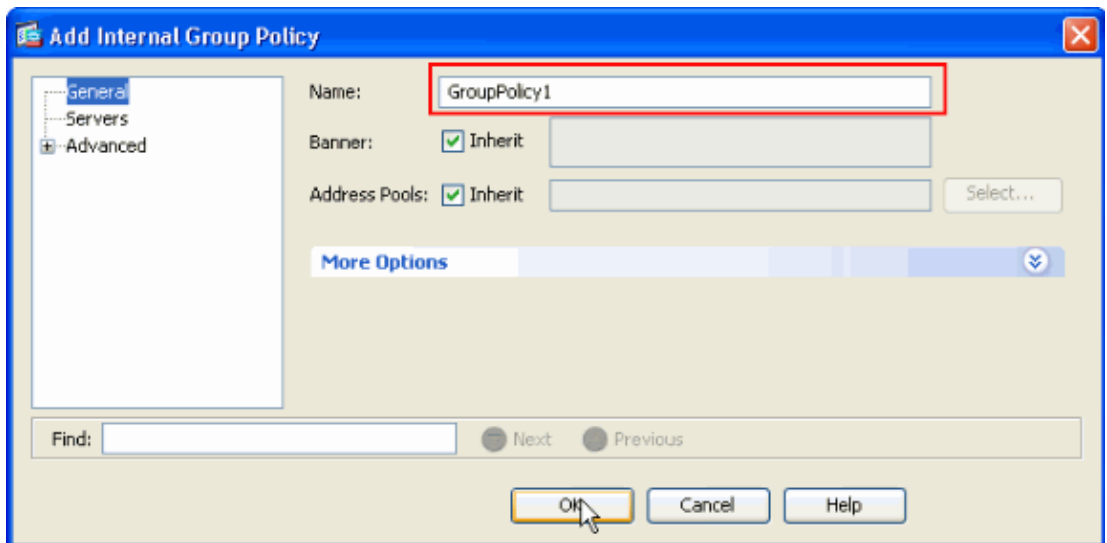 Add Internal Group Policy
General
Servers
Advanced
Name: GroupPolicy1
Banner: Inherit
Address Pools: Inherit Select...
More Options
Find: Next Previous
OK Cancel Help